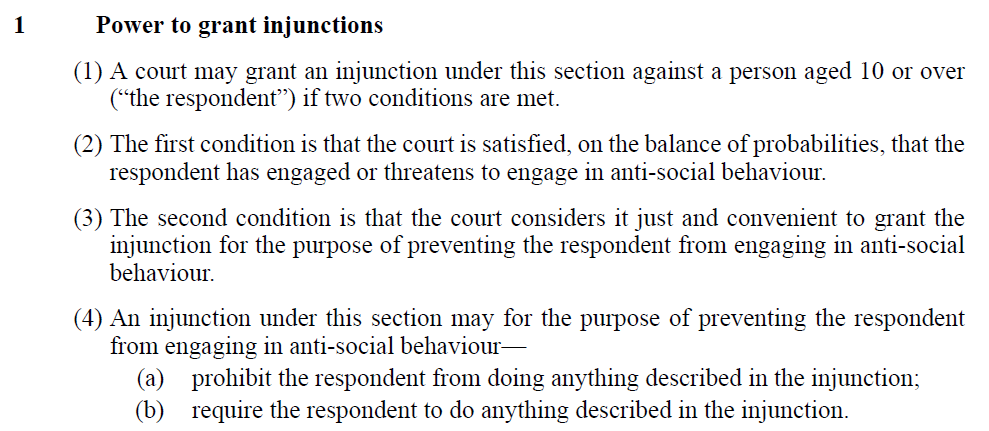 1 Power to grant injunctions
(1) A court may grant an injunction under this section against a person aged 10 or over
(“the respondent”) if two conditions are met.
(2) The first condition is that the court is satisfied, on the balance of probabilities, that the
respondent has engaged or threatens to engage in anti-social behaviour.
(3) The second condition is that the court considers it just and convenient to grant the
injunction for the purpose of preventing the respondent from engaging in anti-social
behaviour.
(4) An injunction under this section may for the purpose of preventing the respondent
from engaging in anti-social behaviour—
(a) prohibit the respondent from doing anything described in the injunction;
(b) require the respondent to do anything described in the injunction.